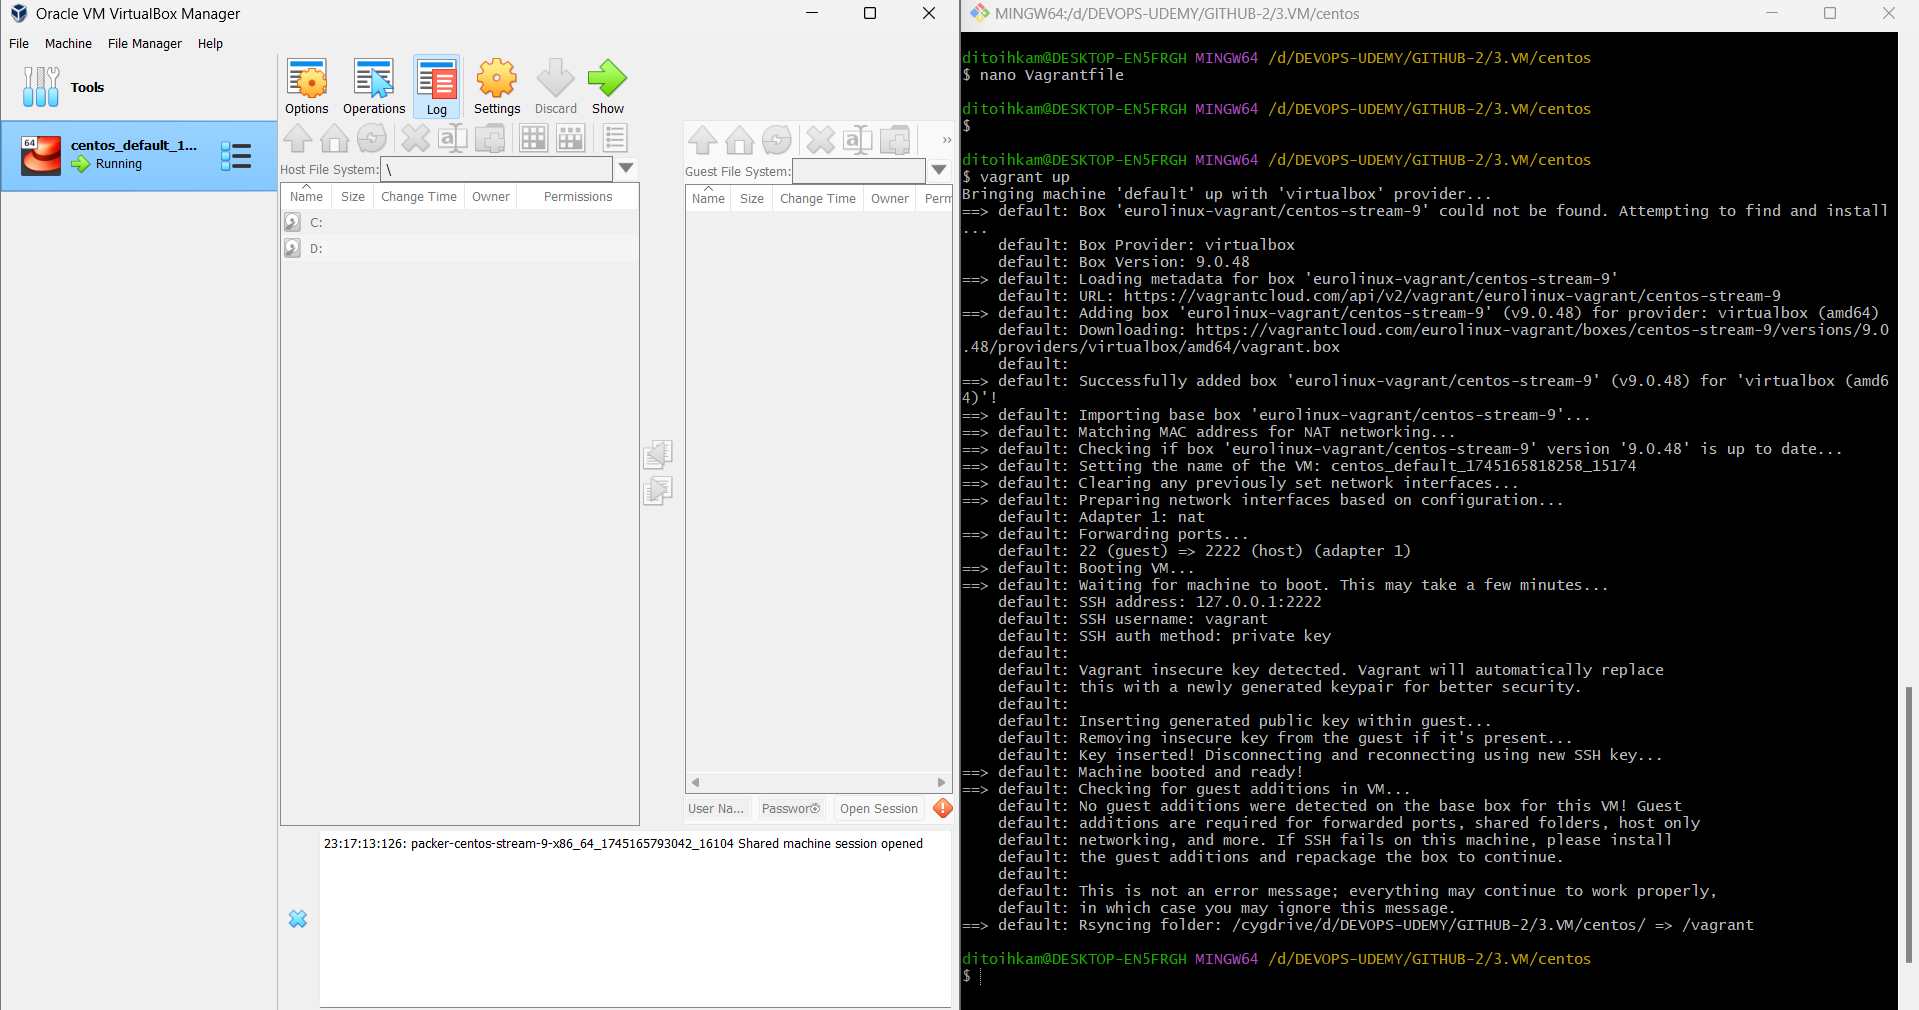 Oracle VM VirtualBox Manager
File Machine File Manager Help
Tools
64
centos_default_1...
Running
Options Operations Log Settings Discard Show
Host File System: \
Name Size Change Time Owner Permissions
C:
D:
Guest File System:
Name Size Change Time Owner Perm
User Na... Passwor Open Session
23:17:13:126: packer-centos-stream-9-x86_64_1745165793042_16104 Shared machine session opened
MINGW64:/d/DEVOPS-UDEMY/GITHUB-2/3.VM/centos
ditoihkam@DESKTOP-EN5FRGH MINGW64 /d/DEVOPS-UDEMY/GITHUB-2/3.VM/centos
$ nano Vagrantfile
ditoihkam@DESKTOP-EN5FRGH MINGW64 /d/DEVOPS-UDEMY/GITHUB-2/3.VM/centos
$
ditoihkam@DESKTOP-EN5FRGH MINGW64 /d/DEVOPS-UDEMY/GITHUB-2/3.VM/centos
$ vagrant up
Bringing machine 'default' up with 'virtualbox' provider...
==> default: Box 'eurolinux-vagrant/centos-stream-9' could not be found. Attempting to find and install
...
default: Box Provider: virtualbox
default: Box Version: 9.0.48
==> default: Loading metadata for box 'eurolinux-vagrant/centos-stream-9'
default: URL: https://vagrantcloud.com/api/v2/vagrant/eurolinux-vagrant/centos-stream-9
==> default: Adding box 'eurolinux-vagrant/centos-stream-9' (v9.0.48) for provider: virtualbox (amd64)
default: Downloading: https://vagrantcloud.com/eurolinux-vagrant/boxes/centos-stream-9/versions/9.0
.48/providers/virtualbox/amd64/vagrant.box
default:
==> default: Successfully added box 'eurolinux-vagrant/centos-stream-9' (v9.0.48) for 'virtualbox (amd6
4)'!
==> default: Importing base box 'eurolinux-vagrant/centos-stream-9'...
==> default: Matching MAC address for NAT networking...
==> default: Checking if box 'eurolinux-vagrant/centos-stream-9' version '9.0.48' is up to date...
==> default: Setting the name of the VM: centos_default_1745165818258_15174
==> default: Clearing any previously set network interfaces...
==> default: Preparing network interfaces based on configuration...
default: Adapter 1: nat
==> default: Forwarding ports...
default: 22 (guest) => 2222 (host) (adapter 1)
==> default: Booting VM...
==> default: Waiting for machine to boot. This may take a few minutes...
default: SSH address: 127.0.0.1:2222
default: SSH username: vagrant
default: SSH auth method: private key
default:
default: Vagrant insecure key detected. Vagrant will automatically replace
default: this with a newly generated keypair for better security.
default:
default: Inserting generated public key within guest...
default: Removing insecure key from the guest if it's present...
default: Key inserted! Disconnecting and reconnecting using new SSH key...
==> default: Machine booted and ready!
==> default: Checking for guest additions in VM...
default: No guest additions were detected on the base box for this VM! Guest
default: additions are required for forwarded ports, shared folders, host only
default: networking, and more. If SSH fails on this machine, please install
default: the guest additions and repackage the box to continue.
default:
default: This is not an error message; everything may continue to work properly,
default: in which case you may ignore this message.
==> default: Rsyncing folder: /cygdrive/d/DEVOPS-UDEMY/GITHUB-2/3.VM/centos/ => /vagrant
ditoihkam@DESKTOP-EN5FRGH MINGW64 /d/DEVOPS-UDEMY/GITHUB-2/3.VM/centos
$